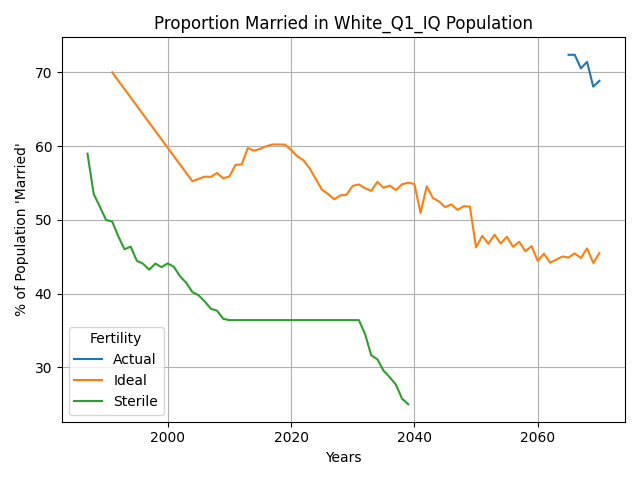 Proportion Married in White_Q1_IQ Population
% of Population 'Married'
70
60
50
40
30
Fertility
Actual
Ideal
Sterile
2000 2020 2040 2060
Years